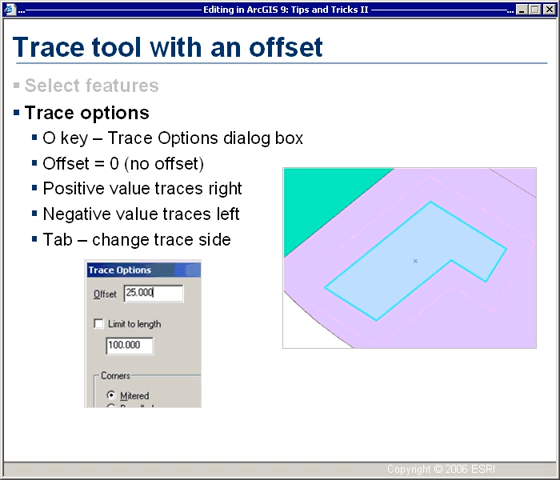 Editing in ArcGIS 9: Tips and Tricks II
Trace tool with an offset
Select features
Trace options
O key – Trace Options dialog box
Offset = 0 (no offset)
Positive value traces right
Negative value traces left
Tab – change trace side
Trace Options
Offset 25.000
Limit to length
100.000
Corners
Mitered
Copyright © 2006 ESRI